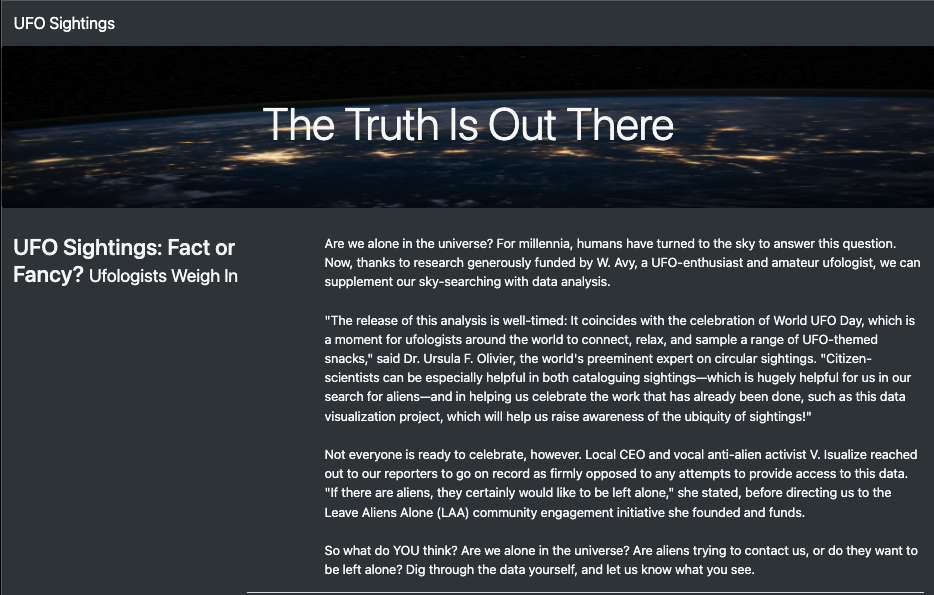 UFO Sightings
The Truth Is Out There
UFO Sightings: Fact or
Fancy? Ufologists Weigh In
Are we alone in the universe? For millennia, humans have turned to the sky to answer this question.
Now, thanks to research generously funded by W. Avy, a UFO-enthusiast and amateur ufologist, we can
supplement our sky-searching with data analysis.
"The release of this analysis is well-timed: It coincides with the celebration of World UFO Day, which is
a moment for ufologists around the world to connect, relax, and sample a range of UFO-themed
snacks," said Dr. Ursula F. Olivier, the world's preeminent expert on circular sightings. "Citizen-
scientists can be especially helpful in both cataloguing sightings—which is hugely helpful for us in our
search for aliens—and in helping us celebrate the work that has already been done, such as this data
visualization project, which will help us raise awareness of the ubiquity of sightings!"
Not everyone is ready to celebrate, however. Local CEO and vocal anti-alien activist V. Isualize reached
out to our reporters to go on record as firmly opposed to any attempts to provide access to this data.
"If there are aliens, they certainly would like to be left alone," she stated, before directing us to the
Leave Aliens Alone (LAA) community engagement initiative she founded and funds.
So what do YOU think? Are we alone in the universe? Are aliens trying to contact us, or do they want to
be left alone? Dig through the data yourself, and let us know what you see.